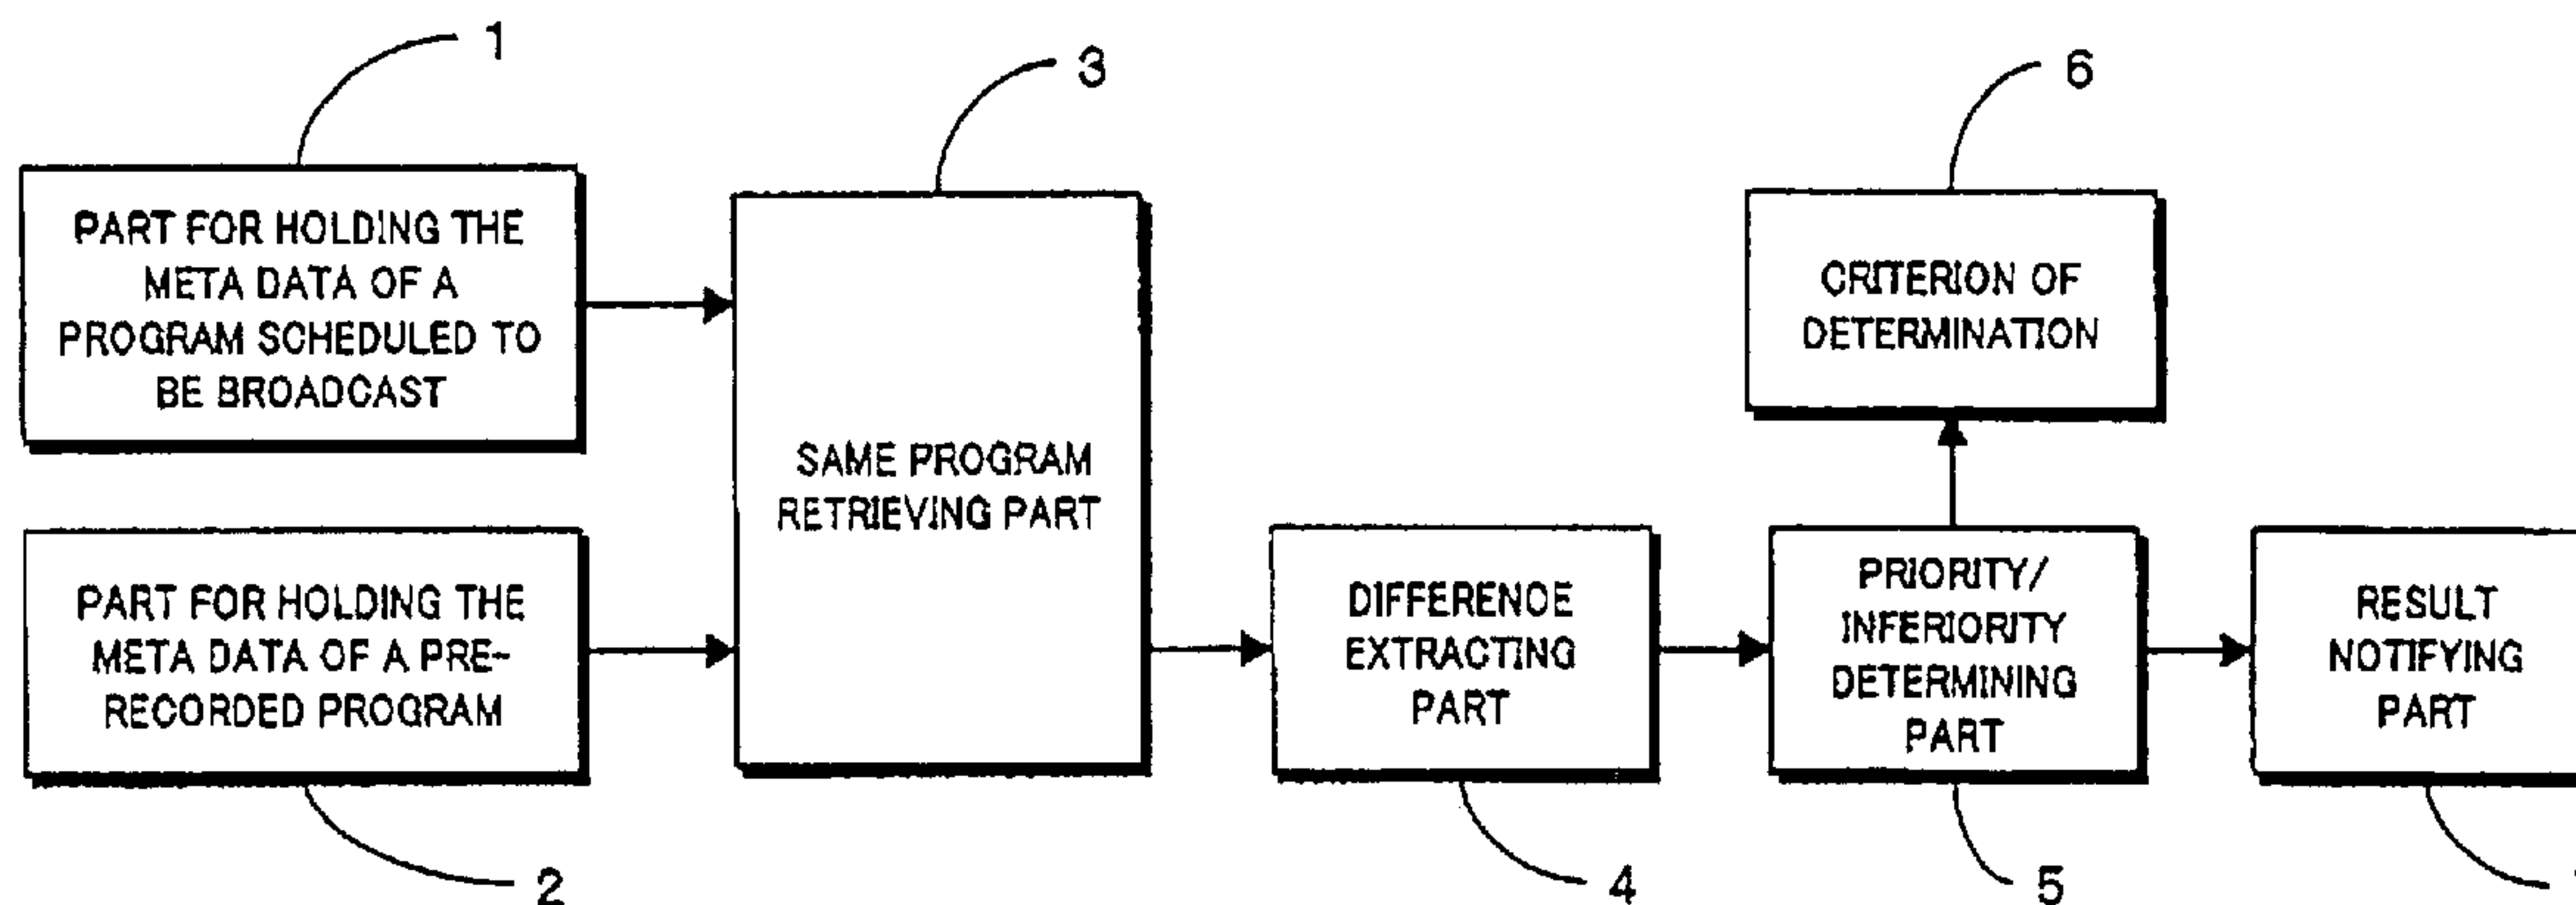 1
3
6
PART FOR HOLDING THE
META DATA OF A
PROGRAM SCHEDULED TO
BE BROADCAST
SAME PROGRAM
RETRIEVING PART
CRITERION OF
DETERMINATION
PART FOR HOLDING THE
META DATA OF A PRE-
RECORDED PROGRAM
DIFFERENCE
EXTRACTING
PART
PRIORITY/
INFERIORITY
DETERMINING
PART
RESULT
NOTIFYING
PART
2
4
5